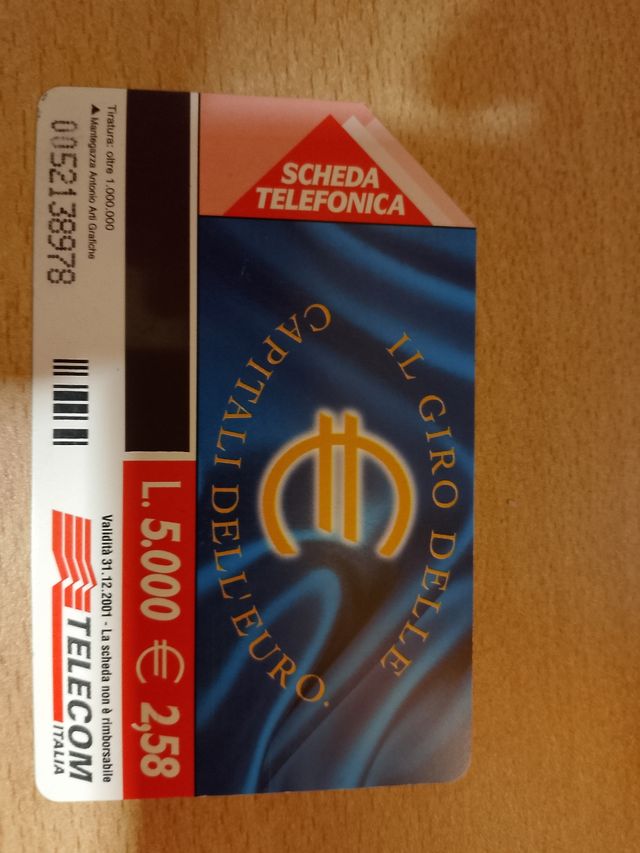 SCHEDA
TELEFONICA
IL GIRO DELLE
CAPITALI DELL'EURO.
L. 5.000 € 2,58
Tiratura: oltre 1.000.000
Mantegazza Antonio Arti Grafiche
0052138978
Validità 31.12.2001 - La scheda non è rimborsabile
TELECOM
ITALIA